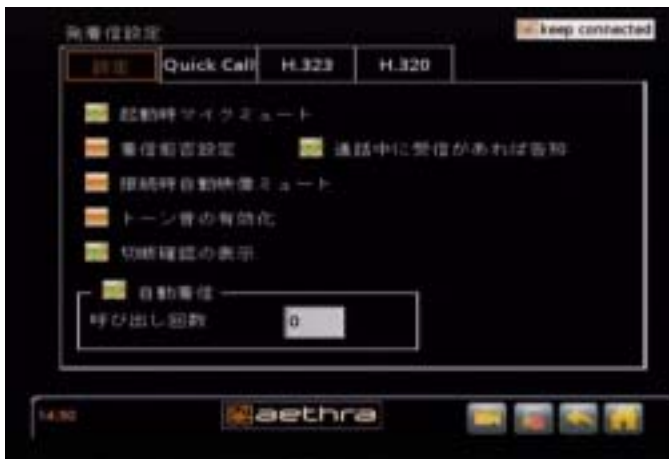 発着信設定
keep connected
設定 Quick Call H.323 H.320
起動時マイクミュート
着信拒否設定 通話中に受信があれば告知
接続時自動映像ミュート
トーン音の有効化
切断確認の表示
自動着信
呼び出し回数 0
aethra